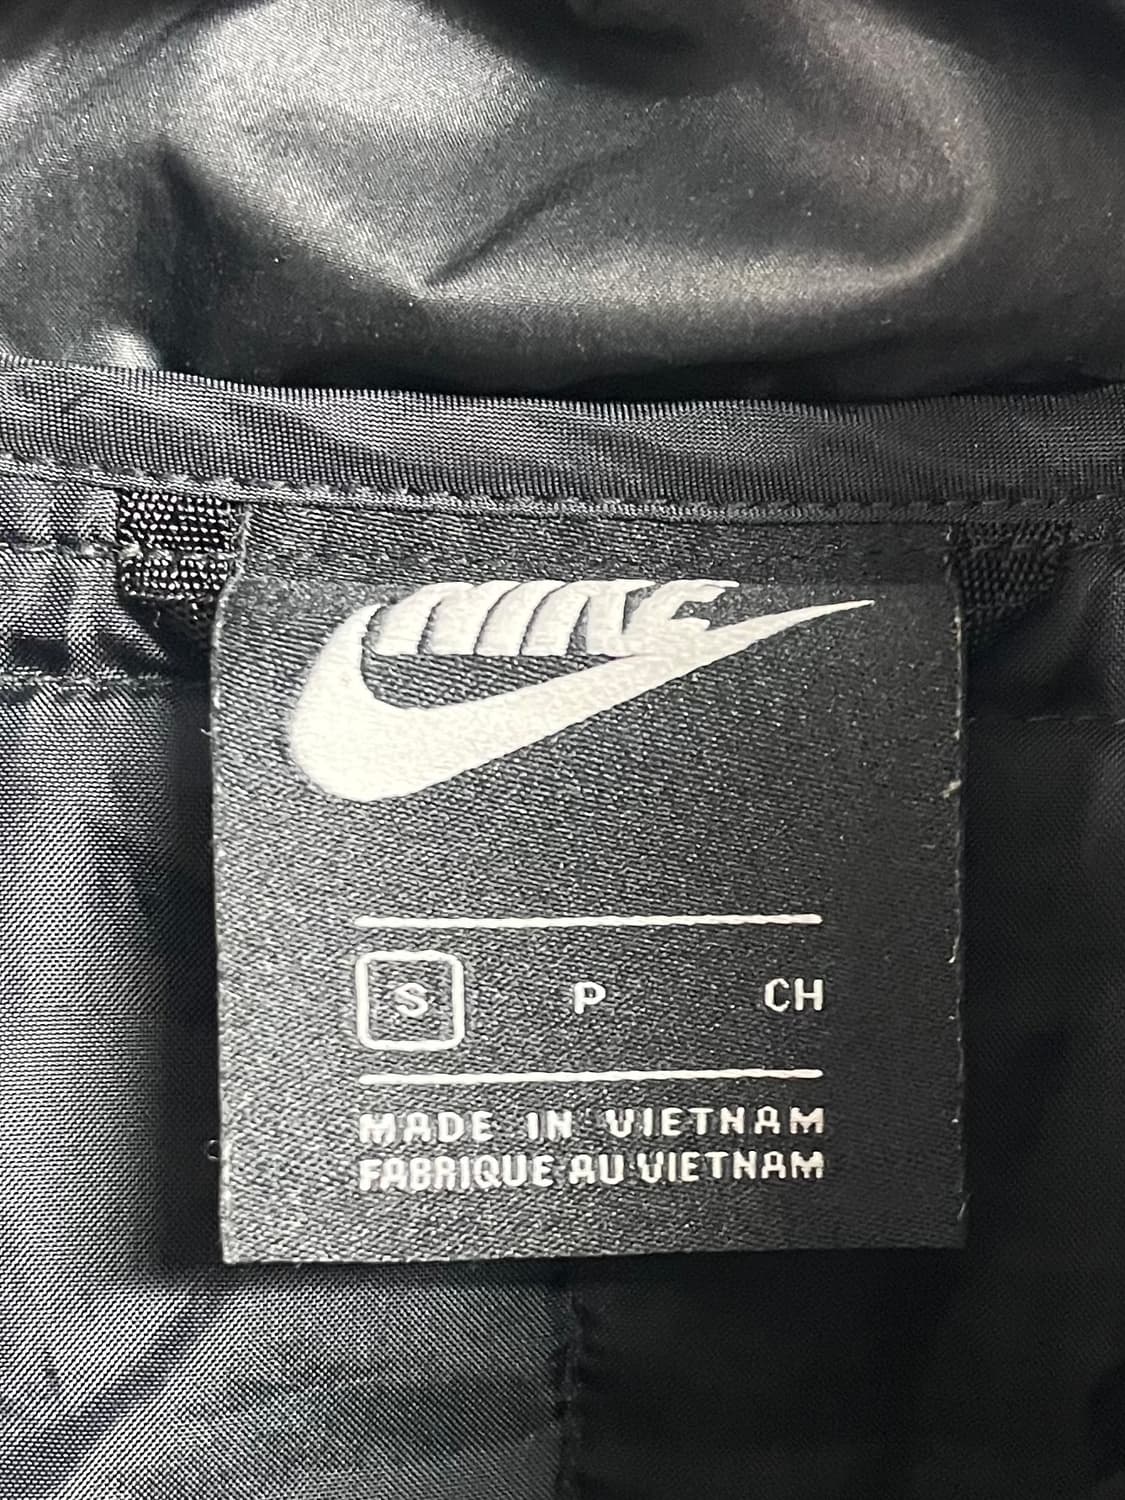 NIKE
S P CH
MADE IN VIETNAM
FABRIQUE AU VIETNAM